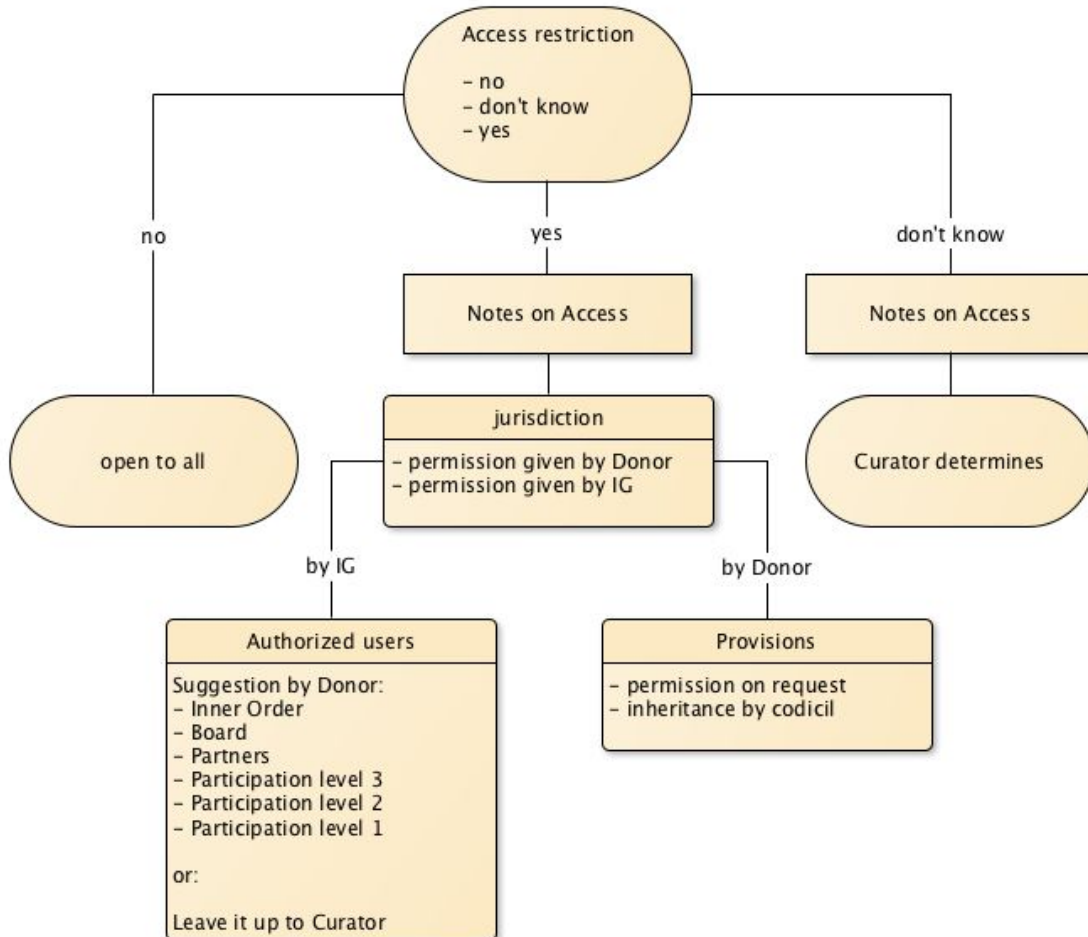 Access restriction
- no
- don't know
- yes
no
yes
don't know
Notes on Access
Notes on Access
open to all
jurisdiction
- permission given by Donor
- permission given by IG
Curator determines
by IG
by Donor
Authorized users
Suggestion by Donor:
- Inner Order
- Board
- Partners
- Participation level 3
- Participation level 2
- Participation level 1
or:
Leave it up to Curator
Provisions
- permission on request
- inheritance by codicil